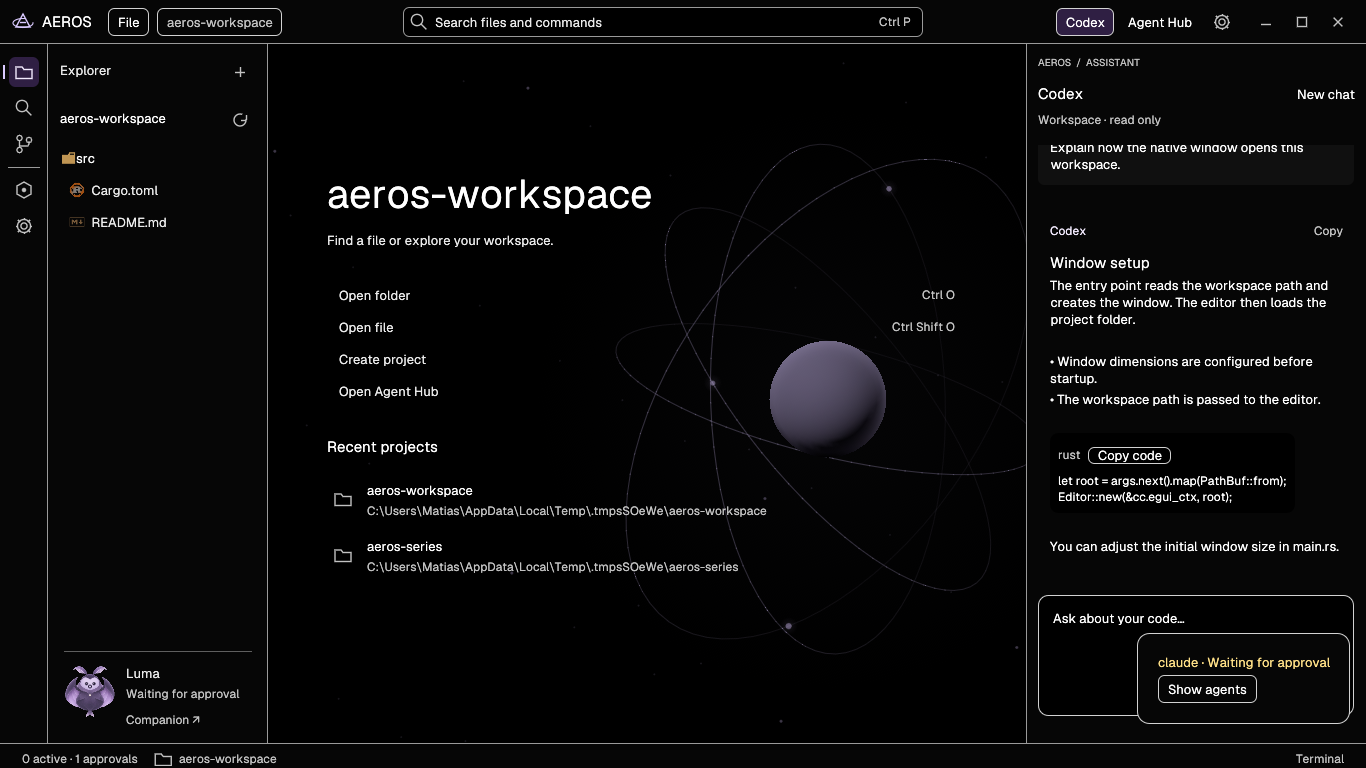 AEROS
File
aeros-workspace
Search files and commands
Ctrl P
Codex
Agent Hub
Explorer
aeros-workspace
src
Cargo.toml
README.md
Luma
Waiting for approval
Companion ↗
aeros-workspace
Find a file or explore your workspace.
Open folder
Ctrl O
Open file
Ctrl Shift O
Create project
Open Agent Hub
Recent projects
aeros-workspace
C:\Users\Matias\AppData\Local\Temp\.tmpsSOeWe\aeros-workspace
aeros-series
C:\Users\Matias\AppData\Local\Temp\.tmpsSOeWe\aeros-series
AEROS / ASSISTANT
Codex
New chat
Workspace · read only
Explain how the native window opens this
workspace.
Codex
Copy
Window setup
The entry point reads the workspace path and
creates the window. The editor then loads the
project folder.
• Window dimensions are configured before
startup.
• The workspace path is passed to the editor.
rust
Copy code
let root = args.next().map(PathBuf::from);
Editor::new(&cc.egui_ctx, root);
You can adjust the initial window size in main.rs.
Ask about your code…
claude · Waiting for approval
Show agents
0 active · 1 approvals
aeros-workspace
Terminal